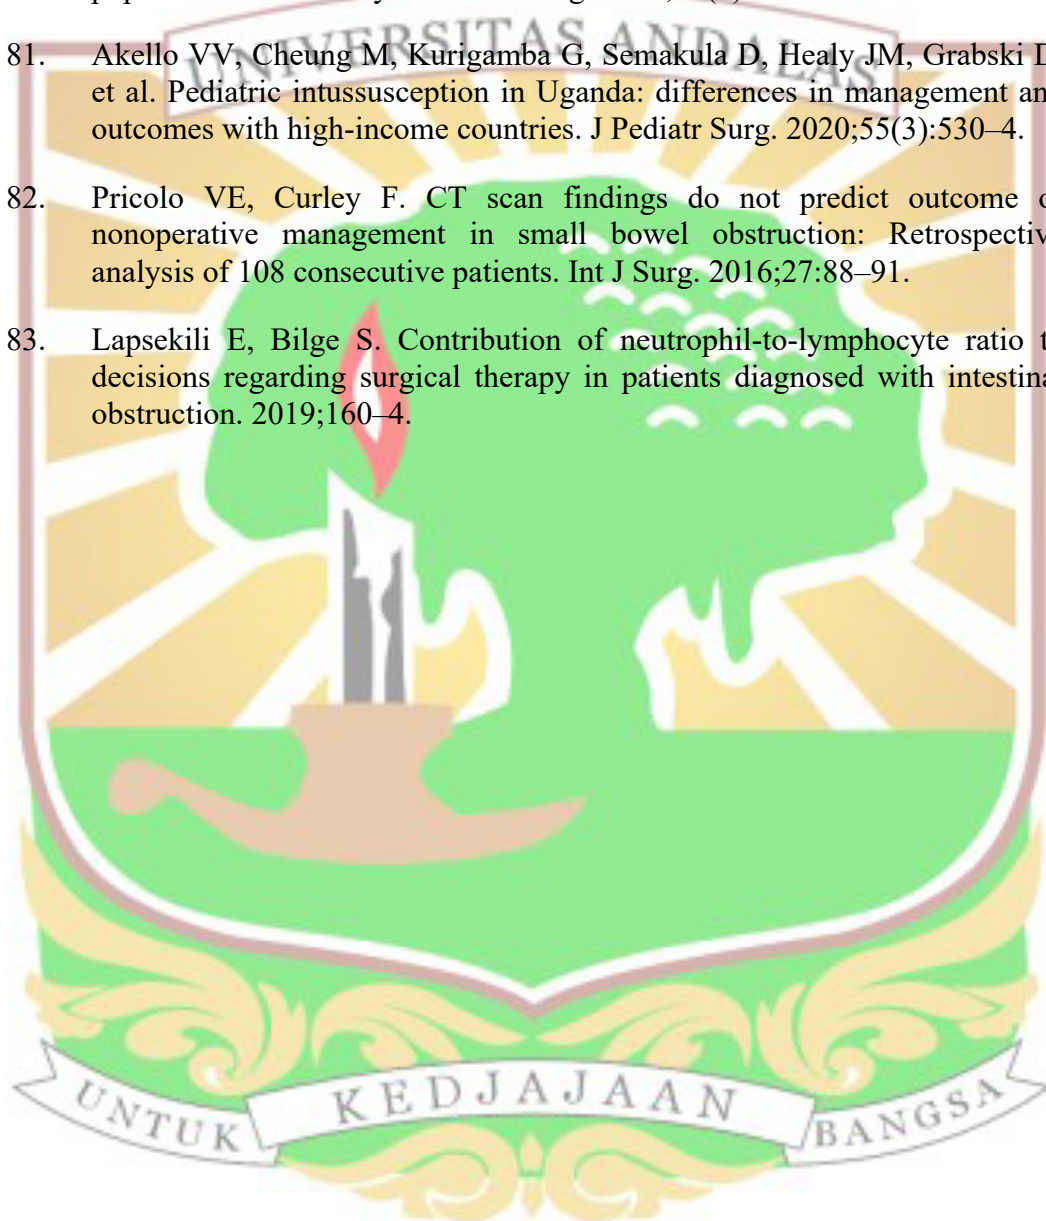 UNIVERSITAS ANDALAS
81. Akello VV, Cheung M, Kurigamba G, Semakula D, Healy JM, Grabski D
et al. Pediatric intussusception in Uganda: differences in management an
outcomes with high-income countries. J Pediatr Surg. 2020;55(3):530–4.
82. Pricolo VE, Curley F. CT scan findings do not predict outcome o
nonoperative management in small bowel obstruction: Retrospectiv
analysis of 108 consecutive patients. Int J Surg. 2016;27:88–91.
83. Lapsekili E, Bilge S. Contribution of neutrophil-to-lymphocyte ratio t
decisions regarding surgical therapy in patients diagnosed with intestina
obstruction. 2019;160–4.
UNTUK KEDJAJAAN BANGSA